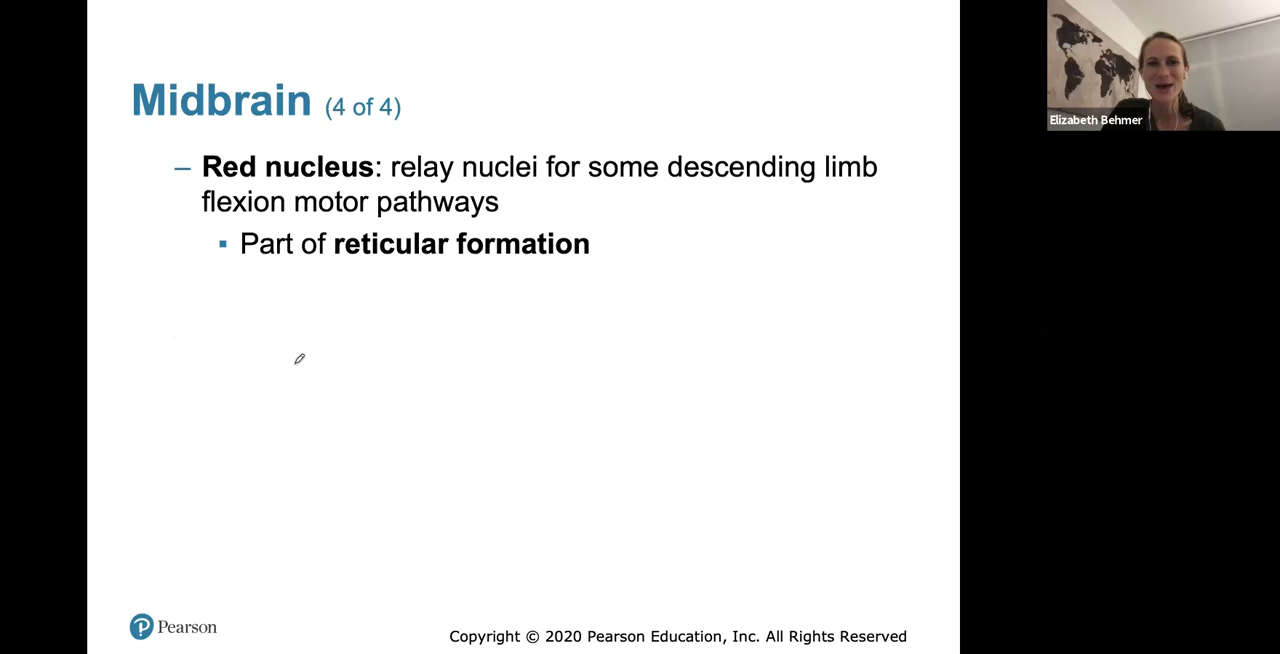 Midbrain (4 of 4)
– Red nucleus: relay nuclei for some descending limb
flexion motor pathways
▪ Part of reticular formation
Pearson
Copyright © 2020 Pearson Education, Inc. All Rights Reserved
Elizabeth Behmer